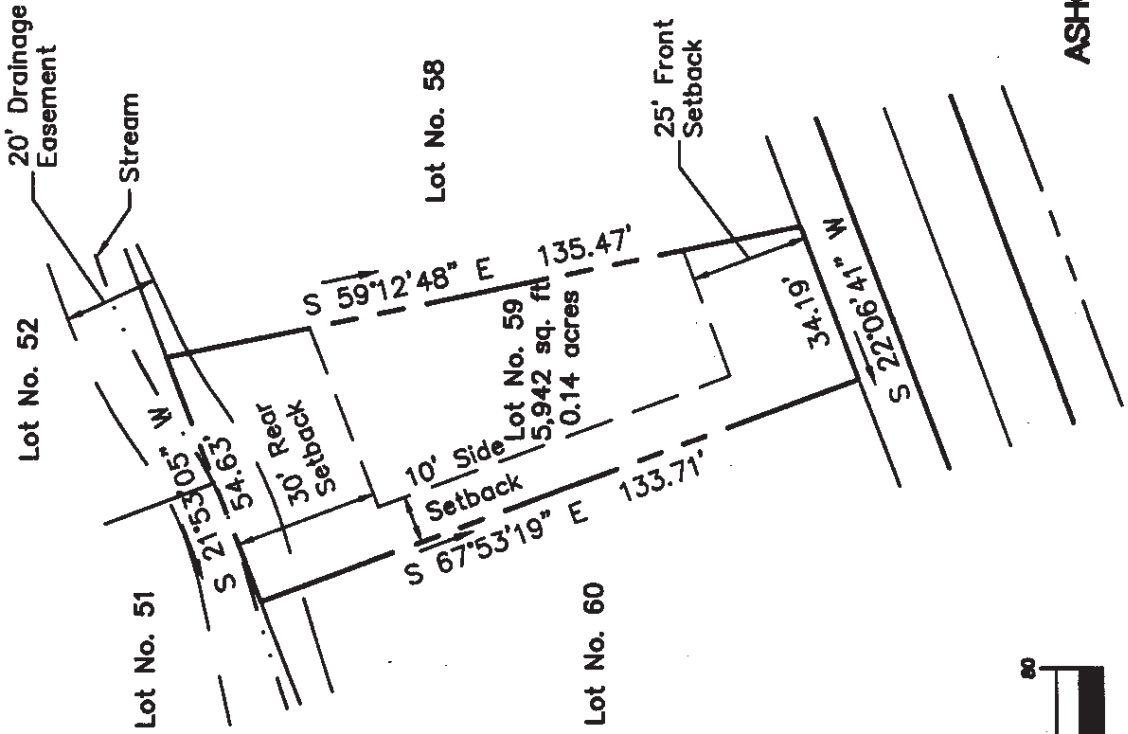 20' Drainage
Easement
Stream
Lot No. 52
Lot No. 58
25' Front
Setback
Lot No. 51
S 21°53'05" W
54.63'
30' Rear
Setback
S 59°12'48" E 135.47'
Lot No. 59
5,942 sq. ft.
0.14 acres
10' Side
Setback
S 67°53'19" E 133.71'
34.19'
S 22°06'41" W
Lot No. 60
80